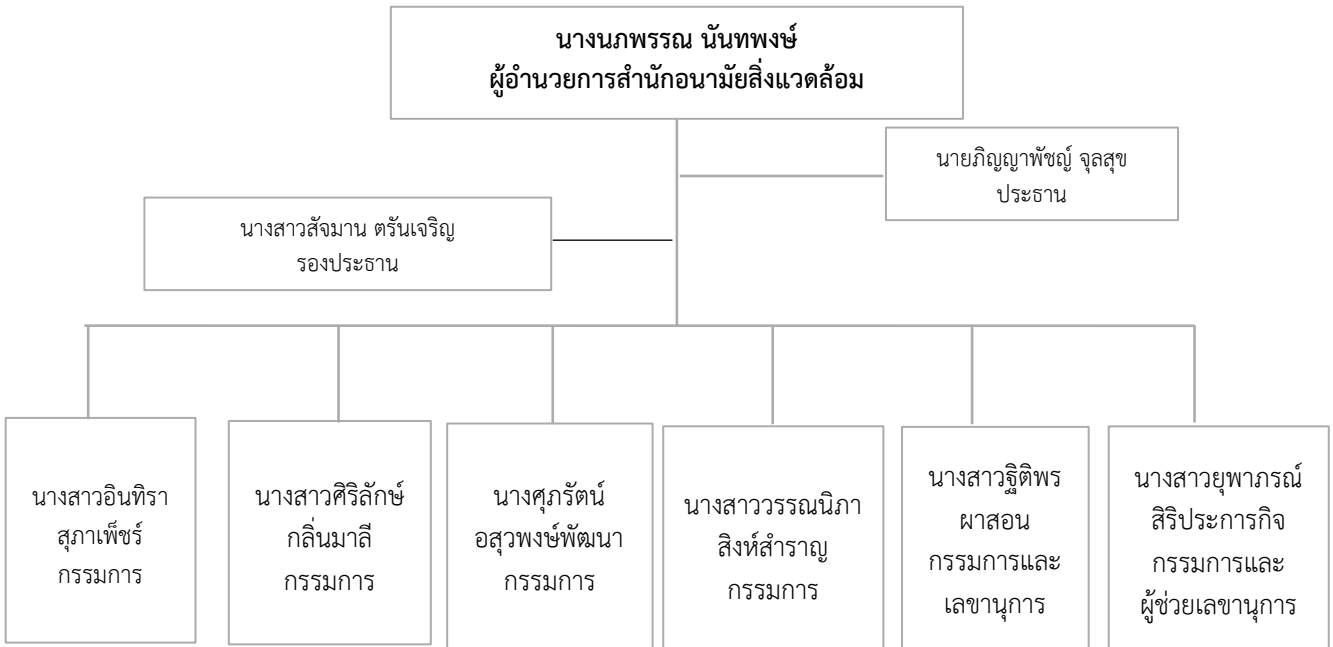 นางนภพรรณ นันทพงษ์
ผู้อำนวยการสำนักอนามัยสิ่งแวดล้อม
นายภิญญาพัชญ์ จุลสุข
ประธาน
นางสาวสัจมาน ตรันเจริญ
รองประธาน
นางสาวอินทิรา
สุภาเพ็ชร์
กรรมการ
นางสาวศิริลักษ์
กลิ่นมาลี
กรรมการ
นางศุภรัตน์
อสุวพงษ์พัฒนา
กรรมการ
นางสาววรรณนิภา
สิงห์สำราญ
กรรมการ
นางสาวฐิติพร
ผาสอน
กรรมการและ
เลขานุการ
นางสาวยุพาภรณ์
สิริประการกิจ
กรรมการและ
ผู้ช่วยเลขานุการ